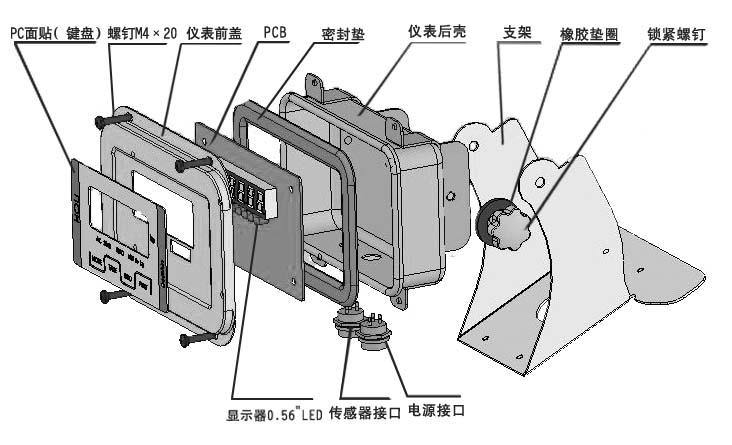 PC面贴( 键盘)
螺钉M4×20
仪表前盖
PCB
密封垫
仪表后壳
支架
橡胶垫圈
锁紧螺钉
显示器0.56"LED
传感器接口
电源接口